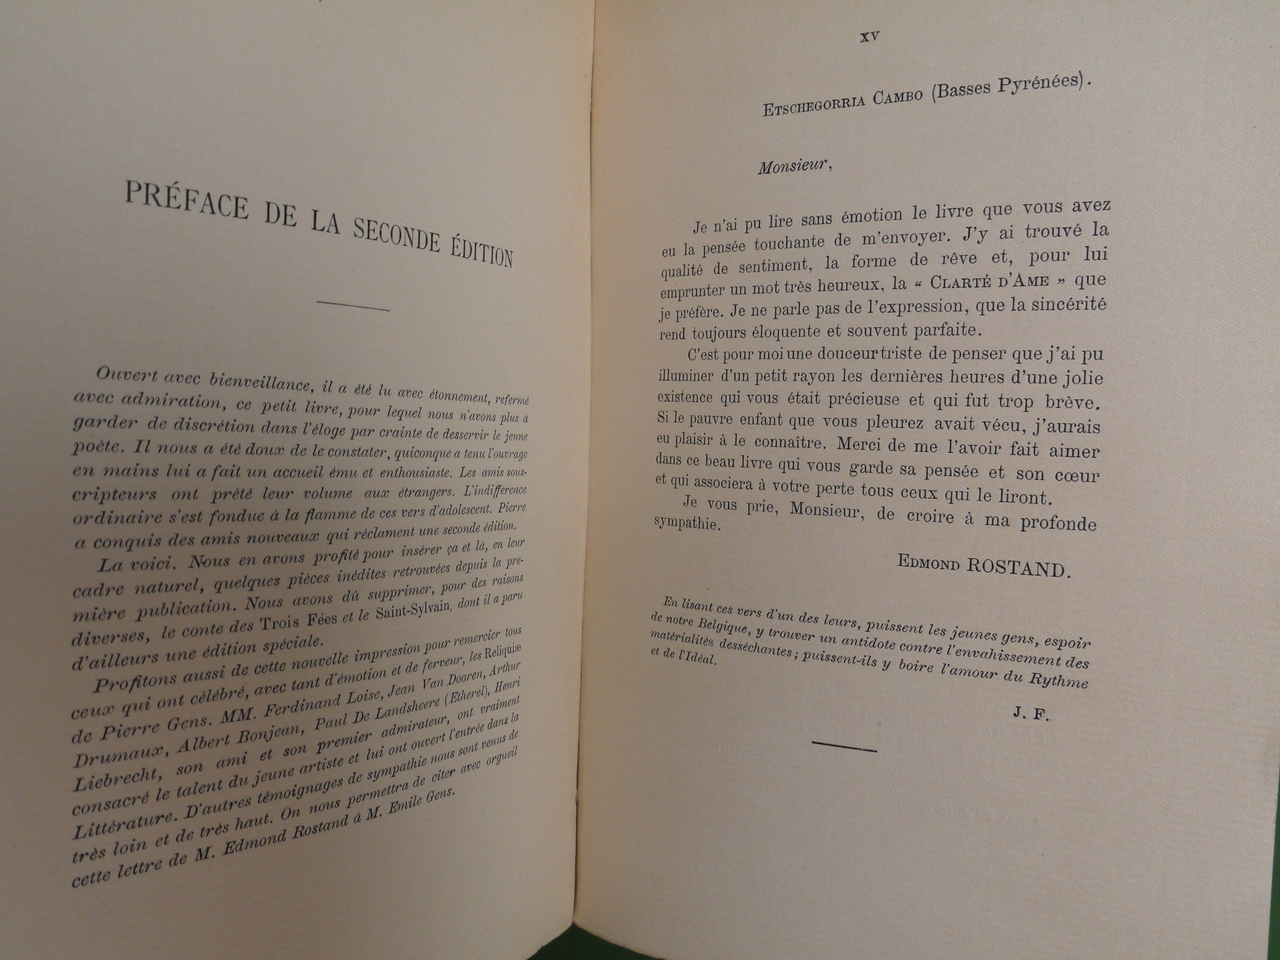 PRÉFACE DE LA SECONDE ÉDITION
Ouvert avec bienveillance, il a été lu avec étonnement, refermé
avec admiration, ce petit livre, pour lequel nous n'avons plus à
garder de discrétion dans l'éloge par crainte de desservir le jeune
poète. Il nous a été doux de le constater, quiconque a tenu l'ouvrage
en mains lui a fait un accueil ému et enthousiaste. Les amis sous-
cripteurs ont prêté leur volume aux étrangers. L'indifférence
ordinaire s'est fondue à la flamme de ces vers d'adolescent. Pierre
a conquis des amis nouveaux qui réclament une seconde édition.
La voici. Nous en avons profité pour insérer ça et là, en leur
cadre naturel, quelques pièces inédites retrouvées depuis la pre-
mière publication. Nous avons dû supprimer, pour des raisons
diverses, le conte des Trois Fées et le Saint-Sylvain, dont il a paru
d'ailleurs une édition spéciale.
Profitons aussi de cette nouvelle impression pour remercier tous
ceux qui ont célébré, avec tant d'émotion et de ferveur, les Reliquiæ
de Pierre Gens. MM. Ferdinand Loise, Jean Van Dooren, Arthur
Drumaux, Albert Bonjean, Paul De Landsheere (Etherel), Henri
Liebrecht, son ami et son premier admirateur, ont vraiment
consacré le talent du jeune artiste et lui ont ouvert l'entrée dans la
Littérature. D'autres témoignages de sympathie nous sont venus de
très loin et de très haut. On nous permettra de citer avec orgueil
cette lettre de M. Edmond Rostand à M. Emile Gens.
XV
ETSCHEGORRIA CAMBO (Basses Pyrénées).
Monsieur,
Je n'ai pu lire sans émotion le livre que vous avez
eu la pensée touchante de m'envoyer. J'y ai trouvé la
qualité de sentiment, la forme de rêve et, pour lui
emprunter un mot très heureux, la « CLARTÉ D'AME » que
je préfère. Je ne parle pas de l'expression, que la sincérité
rend toujours éloquente et souvent parfaite.
C'est pour moi une douceur triste de penser que j'ai pu
illuminer d'un petit rayon les dernières heures d'une jolie
existence qui vous était précieuse et qui fut trop brève.
Si le pauvre enfant que vous pleurez avait vécu, j'aurais
eu plaisir à le connaitre. Merci de me l'avoir fait aimer
dans ce beau livre qui vous garde sa pensée et son cœur
et qui associera à votre perte tous ceux qui le liront.
Je vous prie, Monsieur, de croire à ma profonde
sympathie.
EDMOND ROSTAND.
En lisant ces vers d'un des leurs, puissent les jeunes gens, espoir
de notre Belgique, y trouver un antidote contre l'envahissement des
matérialités desséchantes ; puissent-ils y boire l'amour du Rythme
et de l'Idéal.
J. F.